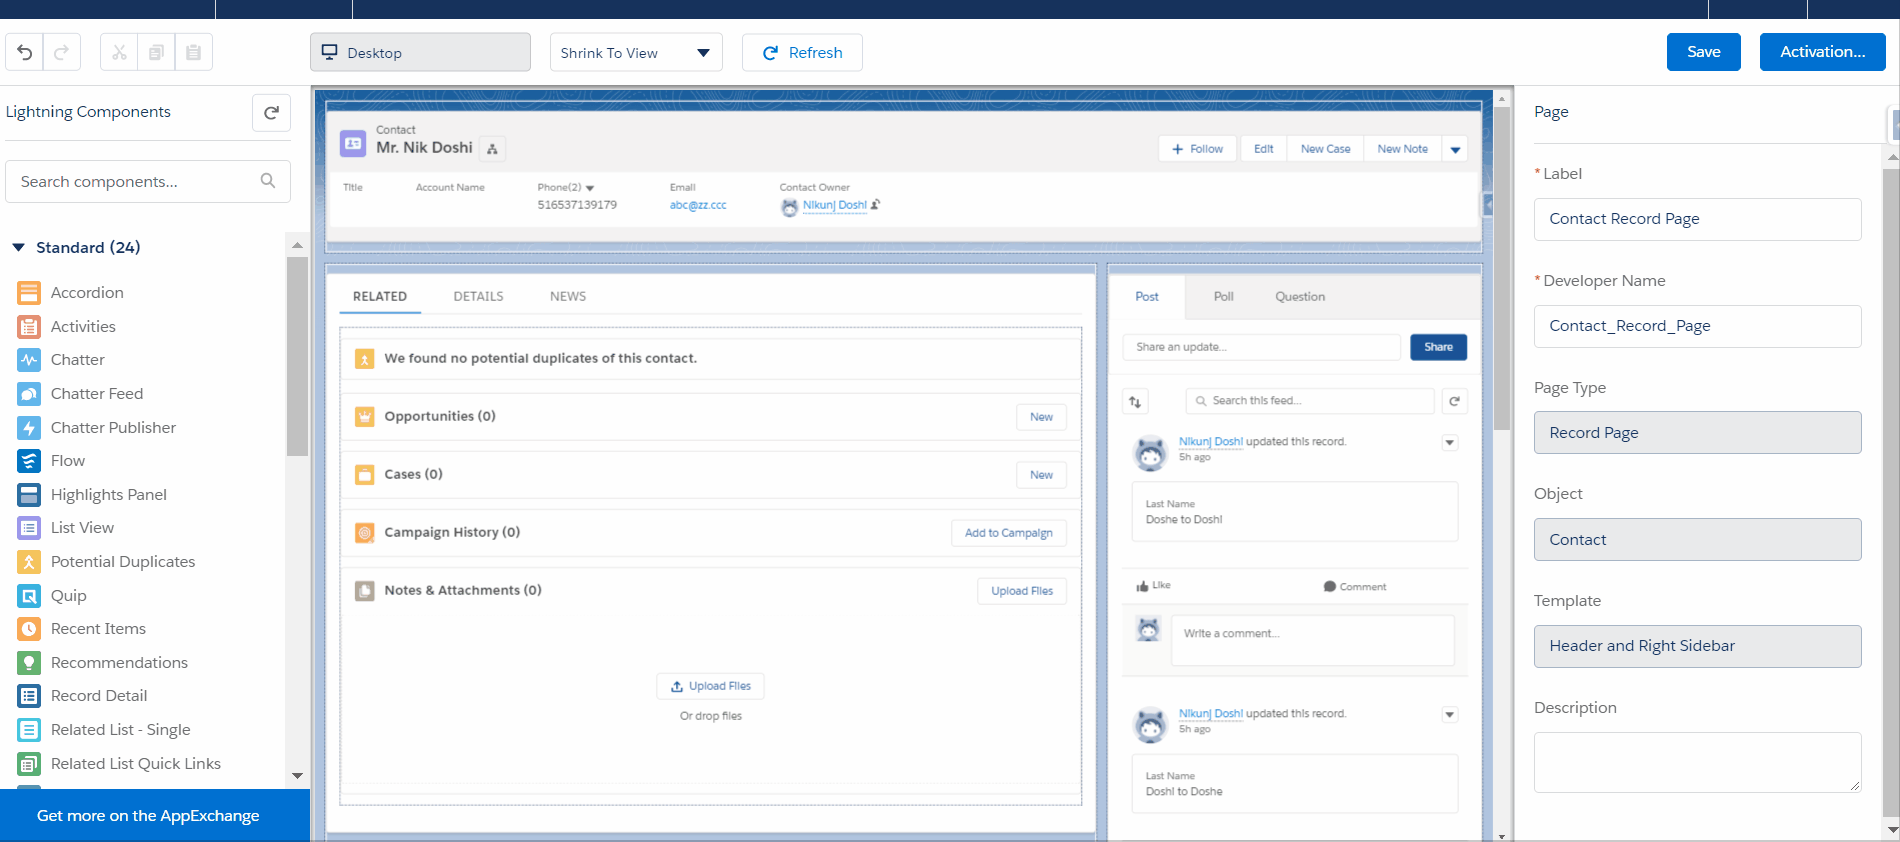 Desktop
Shrink To View
Refresh
Save
Activation...
Lightning Components
Search components...
Standard (24)
Accordion
Activities
Chatter
Chatter Feed
Chatter Publisher
Flow
Highlights Panel
List View
Potential Duplicates
Quip
Recent Items
Recommendations
Record Detail
Related List - Single
Related List Quick Links
Get more on the AppExchange
Contact
Mr. Nik Doshi
Follow
Edit
New Case
New Note
Title
Account Name
Phone(2)
Email
Contact Owner
516537139179
abc@zz.ccc
Nikunj Doshi
RELATED
DETAILS
NEWS
We found no potential duplicates of this contact.
Opportunities (0)
New
Cases (0)
New
Campaign History (0)
Add to Campaign
Notes & Attachments (0)
Upload Files
Upload Files
Or drop files
Post
Poll
Question
Share an update...
Share
Search this feed...
Nikunj Doshi updated this record.
5h ago
Last Name
Doshe to Doshi
Like
Comment
Write a comment...
Nikunj Doshi updated this record.
5h ago
Last Name
Doshi to Doshe
Page
*Label
Contact Record Page
*Developer Name
Contact_Record_Page
Page Type
Record Page
Object
Contact
Template
Header and Right Sidebar
Description